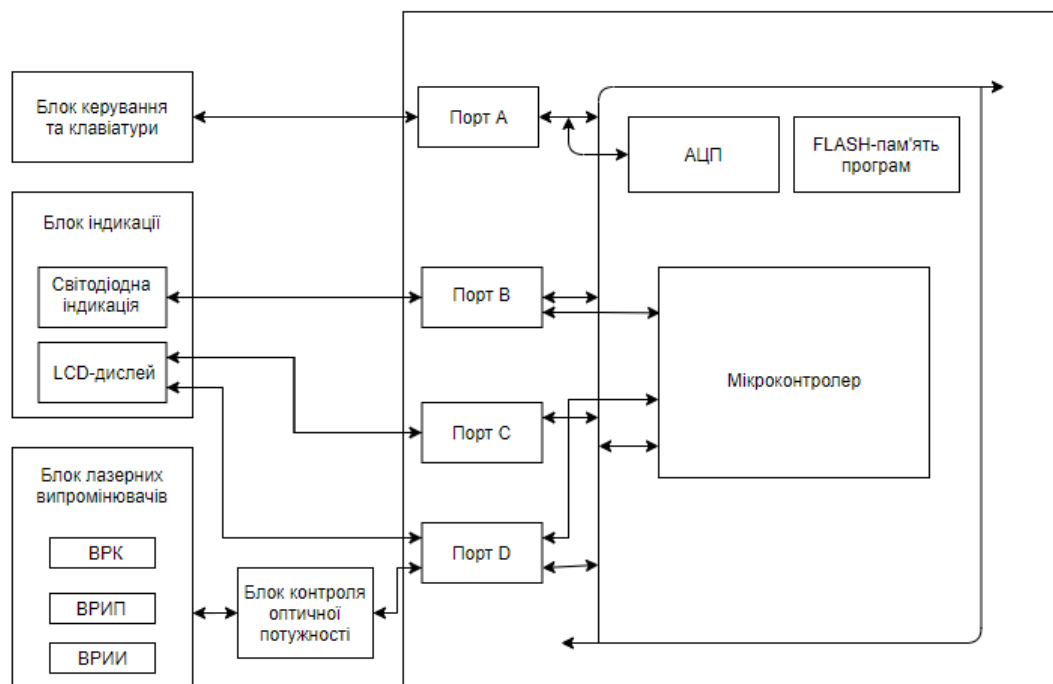 Блок керування
та клавіатури
Порт А
АЦП
FLASH-пам'ять
програм
Блок індикації
Світодіодна
індикація
Порт В
LCD-дислей
Мікроконтролер
Порт С
Блок лазерних
випромінювачів
ВРК
Порт D
ВРИП
Блок контроля
оптичної
потужності
ВРИИ